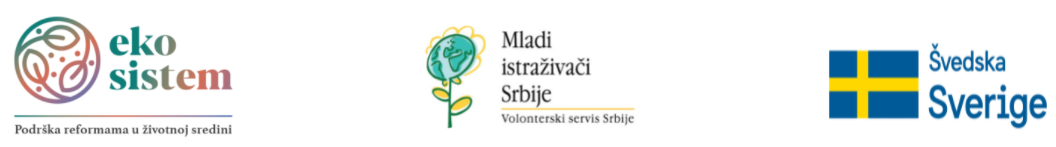 eko
sistem
Podrška reformama u životnoj sredini
Mladi
istraživači
Srbije
Volonterski servis Srbije
Švedska
Sverige